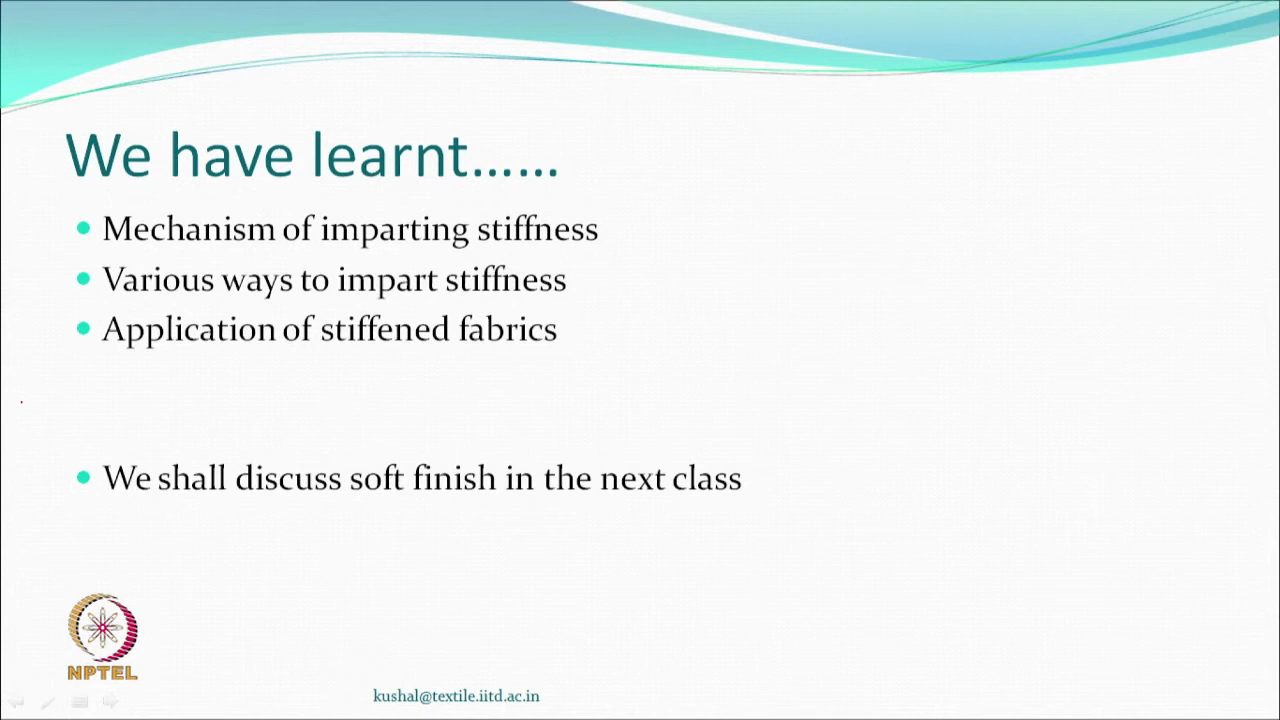 We have learnt......
Mechanism of imparting stiffness
Various ways to impart stiffness
Application of stiffened fabrics
We shall discuss soft finish in the next class
NPTEL
kushal@textile.iitd.ac.in